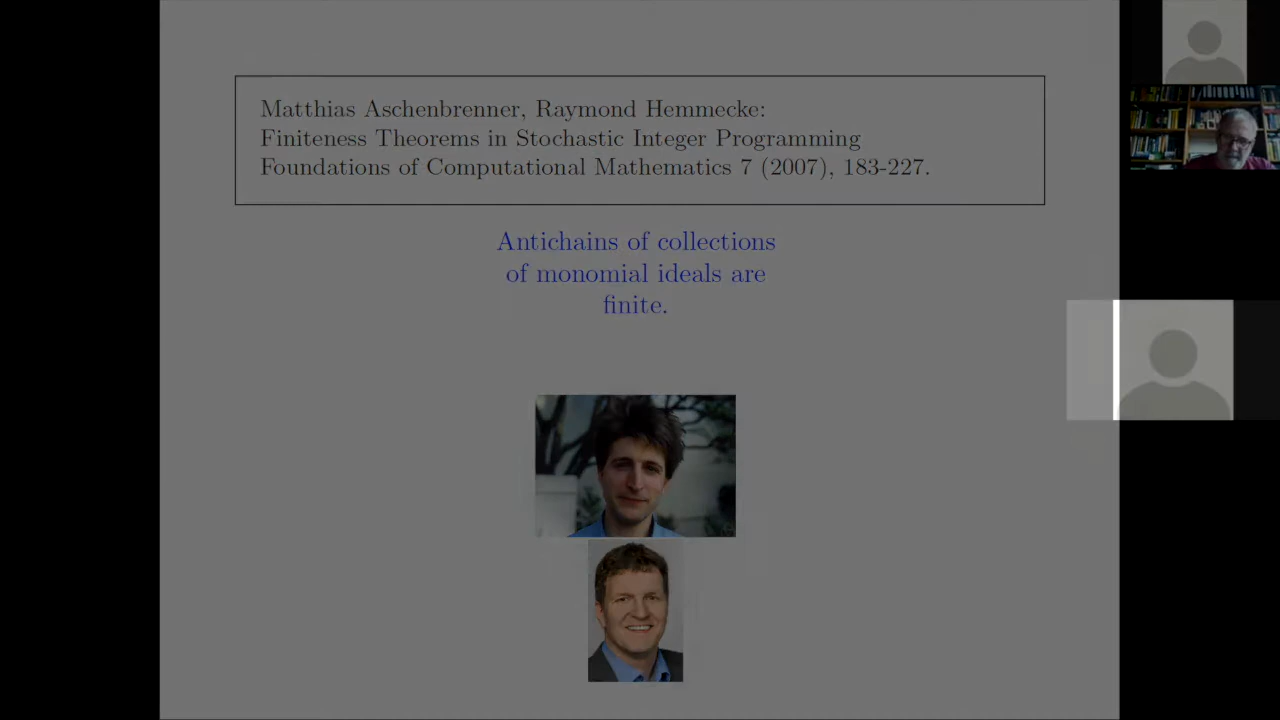 Matthias Aschenbrenner, Raymond Hemmecke:
Finiteness Theorems in Stochastic Integer Programming
Foundations of Computational Mathematics 7 (2007), 183-227.
Antichains of collections
of monomial ideals are
finite.